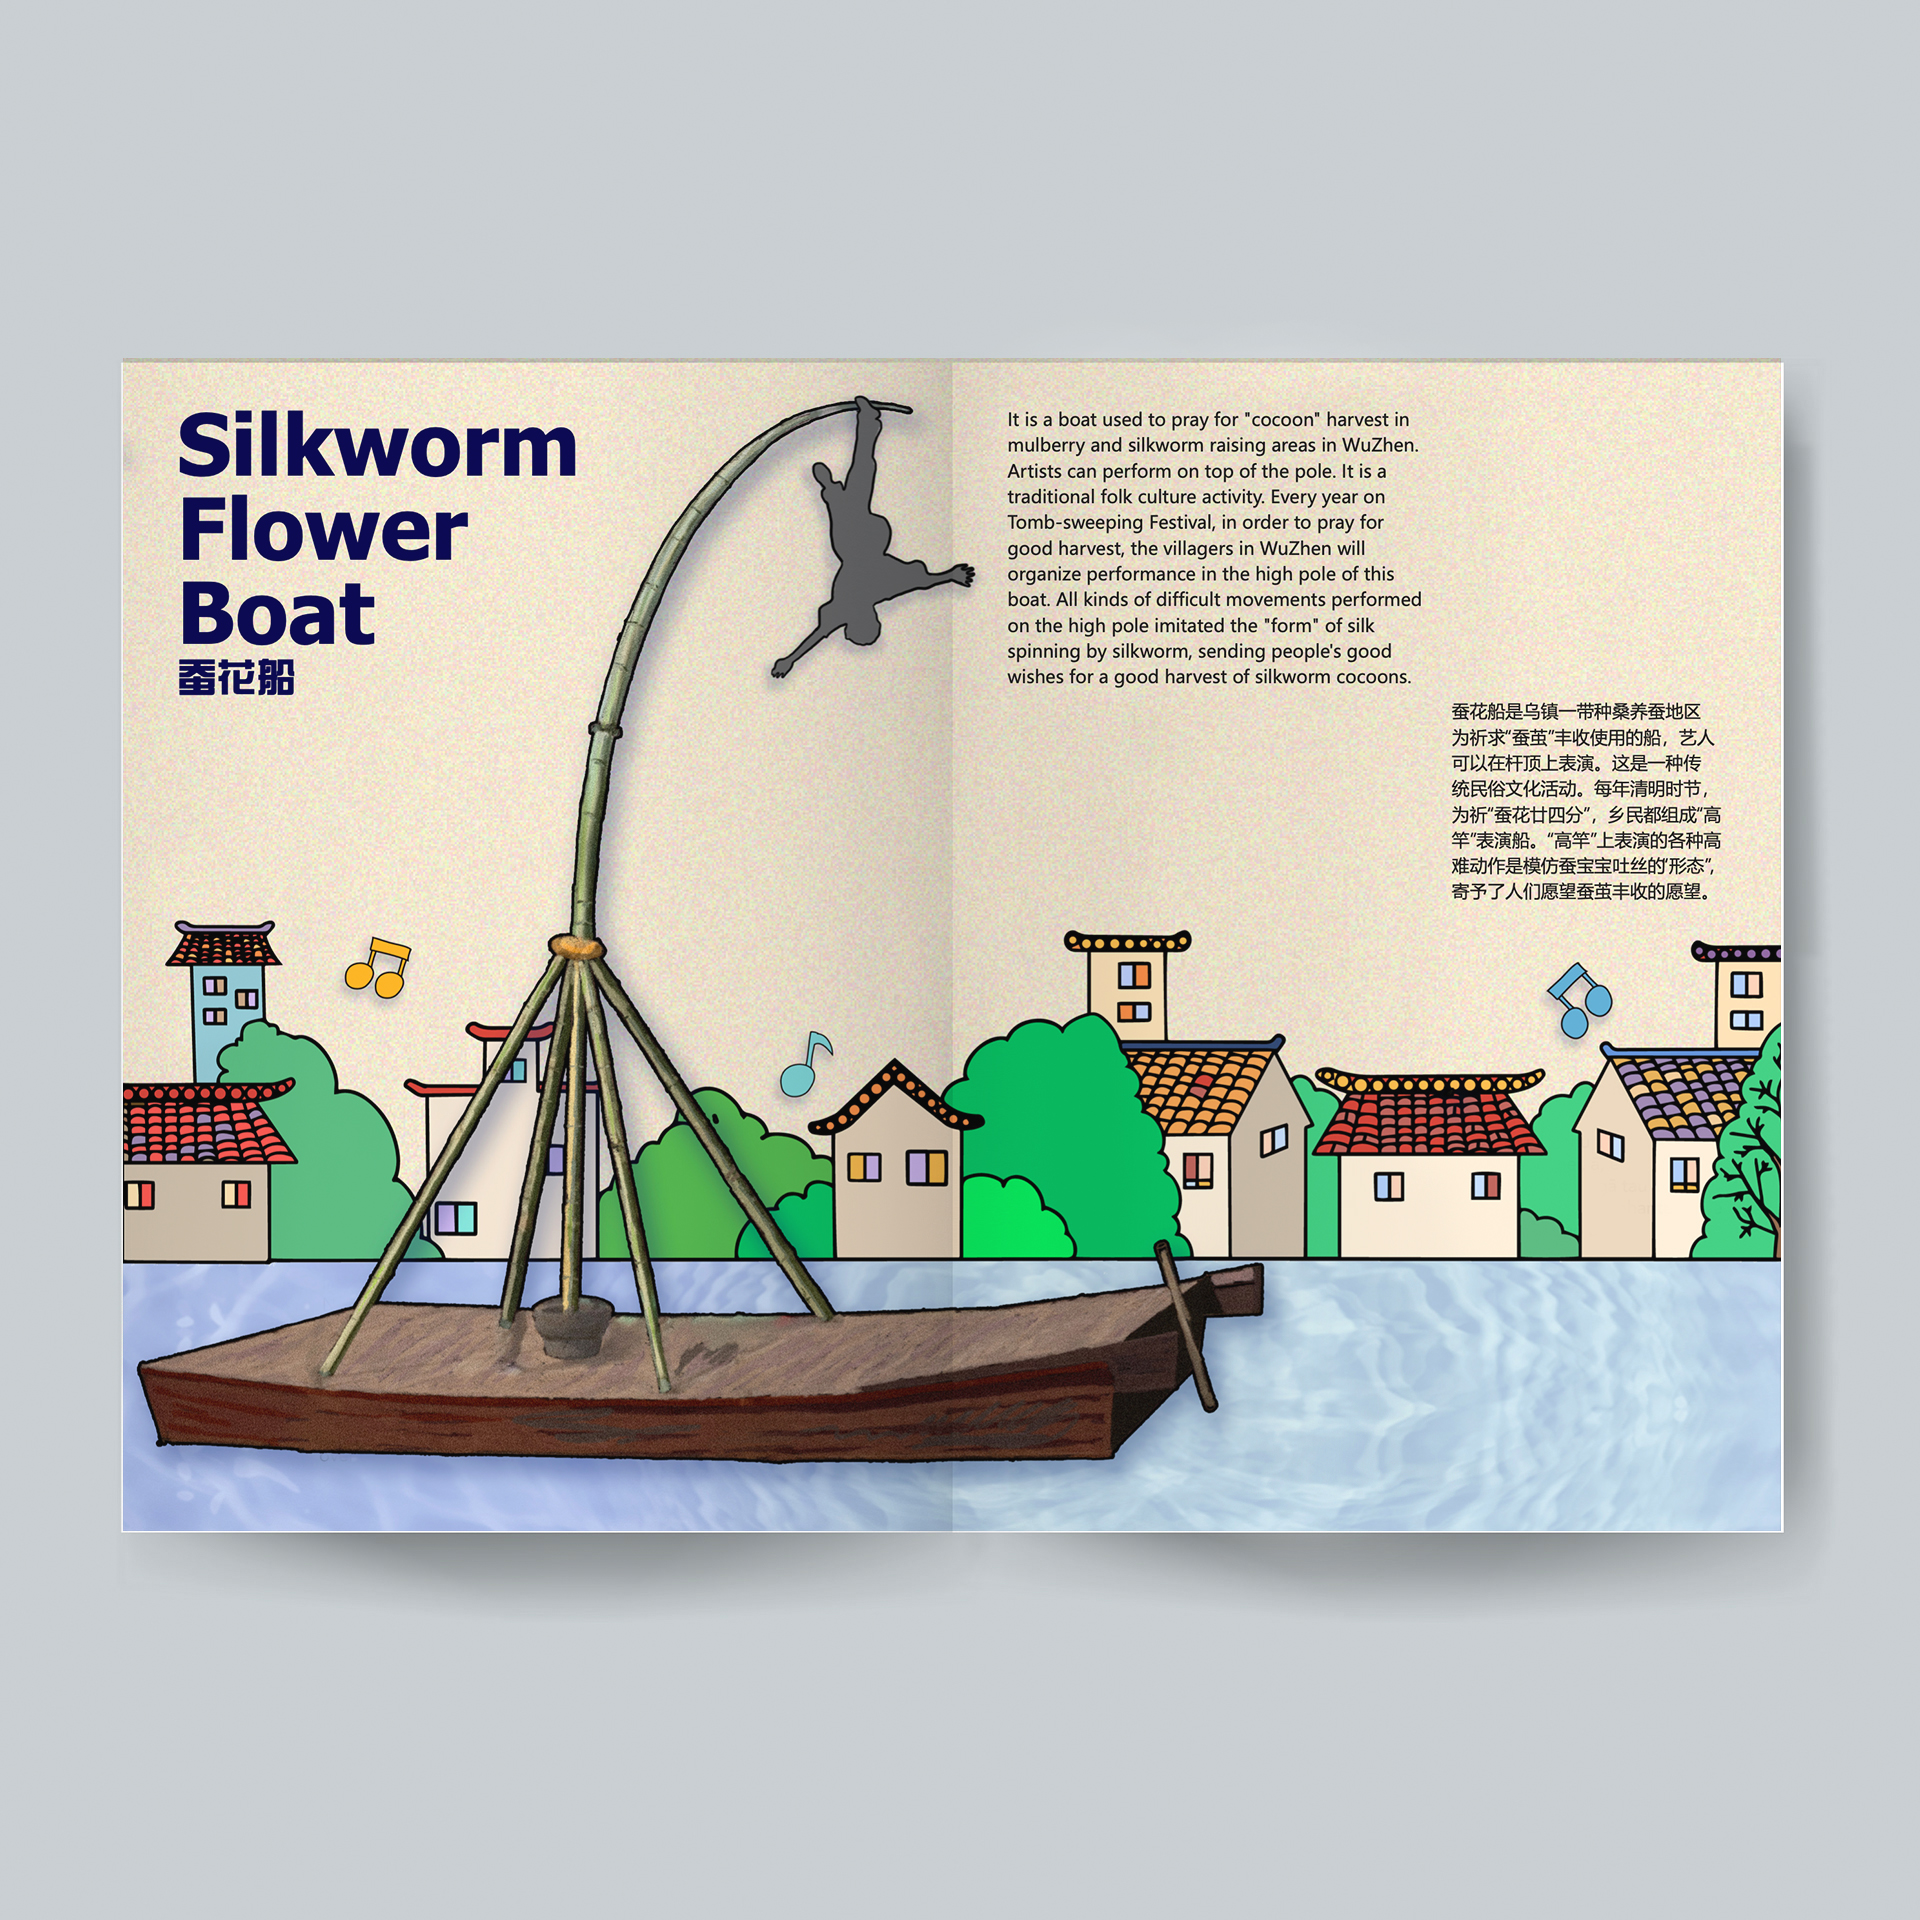 Silkworm
Flower
Boat
蚕花船
It is a boat used to pray for "cocoon" harvest in
mulberry and silkworm raising areas in WuZhen.
Artists can perform on top of the pole. It is a
traditional folk culture activity. Every year on
Tomb-sweeping Festival, in order to pray for
good harvest, the villagers in WuZhen will
organize performance in the high pole of this
boat. All kinds of difficult movements performed
on the high pole imitated the "form" of silk
spinning by silkworm, sending people's good
wishes for a good harvest of silkworm cocoons.
蚕花船是乌镇一带种桑养蚕地区
为祈求“蚕茧”丰收使用的船，艺人
可以在杆顶上表演。这是一种传
统民俗文化活动。每年清明时节，
为祈“蚕花廿四分”，乡民都组成“高
竿”表演船。“高竿”上表演的各种高
难动作是模仿蚕宝宝吐丝的“形态”，
寄予了人们愿望蚕茧丰收的愿望。